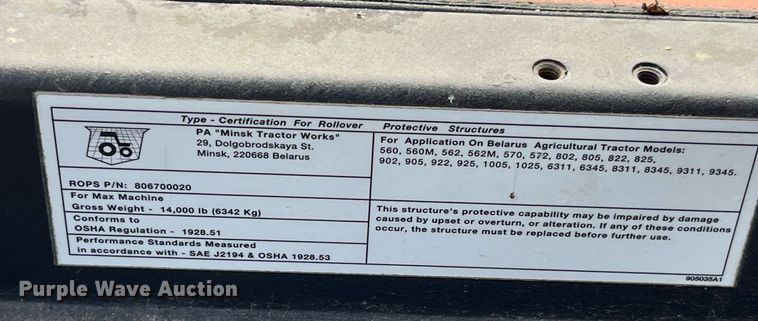 Type - Certification For Rollover Protective Structures
PA "Minsk Tractor Works"
29, Dolgobrodskaya St.
Minsk, 220668 Belarus
ROPS P/N: 806700020
For Max Machine
Gross Weight - 14,000 lb (6342 Kg)
Conforms to
OSHA Regulation - 1928.51
Performance Standards Measured
in accordance with - SAE J2194 & OSHA 1928.53
For Application On Belarus Agricultural Tractor Models:
560, 560M, 562, 562M, 570, 572, 802, 805, 822, 825,
902, 905, 922, 925, 1005, 1025, 6311, 6345, 8311, 8345, 9311, 9345.
This structure's protective capability may be impaired by damage
caused by upset or overturn, or alteration. If any of these conditions
occur, the structure must be replaced before further use.
905035A1
Purple Wave Auction